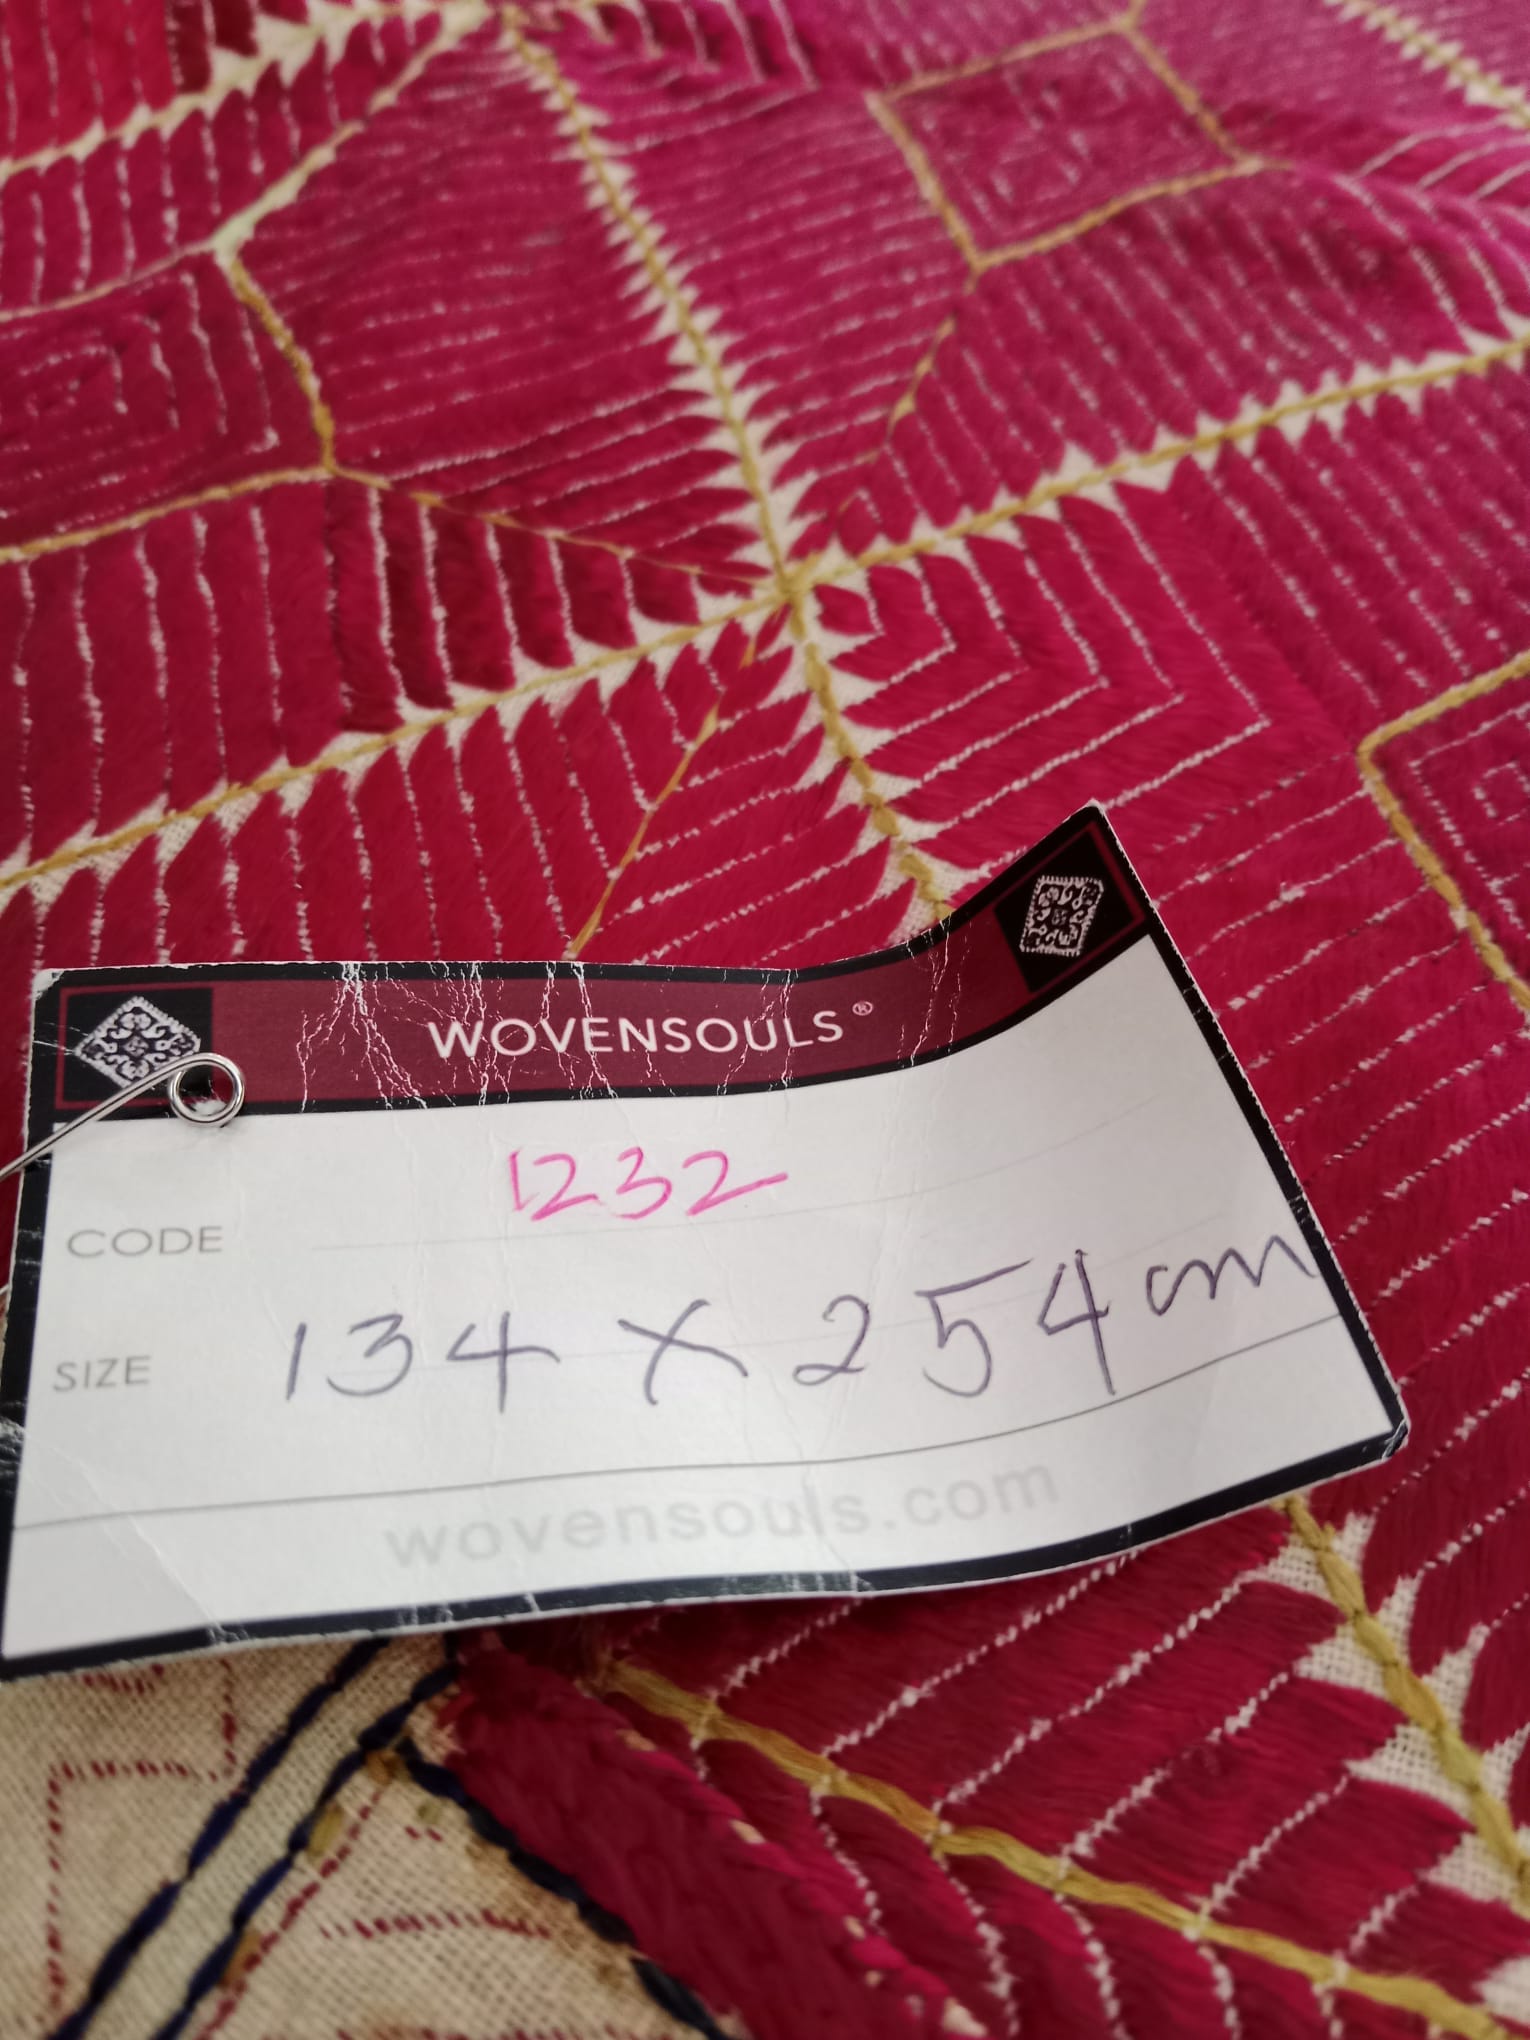 WOVENSOULS®
CODE 1232
SIZE 134 X 254 cm
wovensouls.com